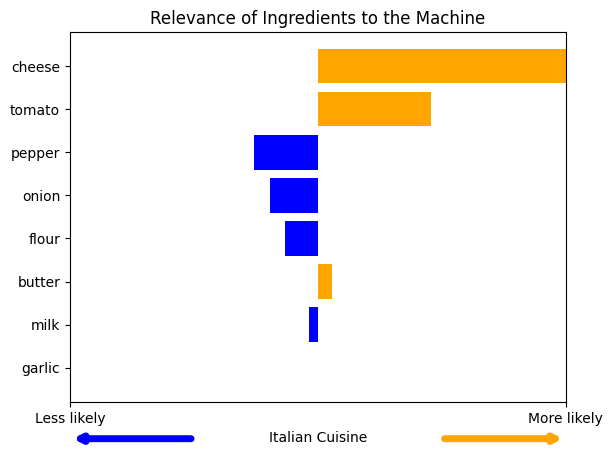 Relevance of Ingredients to the Machine
cheese
tomato
pepper
onion
flour
butter
milk
garlic
Less likely
More likely
Italian Cuisine